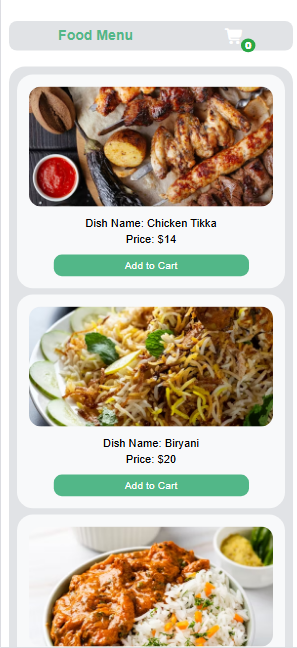 Food Menu
0
Dish Name: Chicken Tikka
Price: $14
Add to Cart
Dish Name: Biryani
Price: $20
Add to Cart